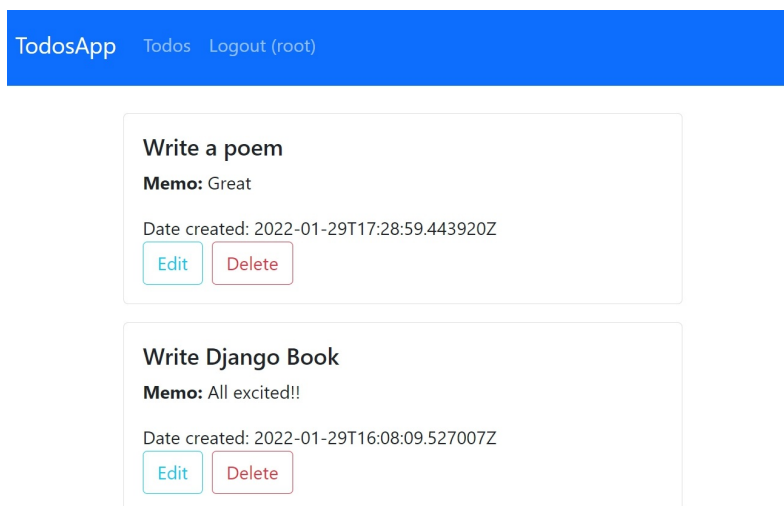 TodosApp Todos Logout (root)
Write a poem
Memo: Great
Date created: 2022-01-29T17:28:59.443920Z
Edit Delete
Write Django Book
Memo: All excited!!
Date created: 2022-01-29T16:08:09.527007Z
Edit Delete